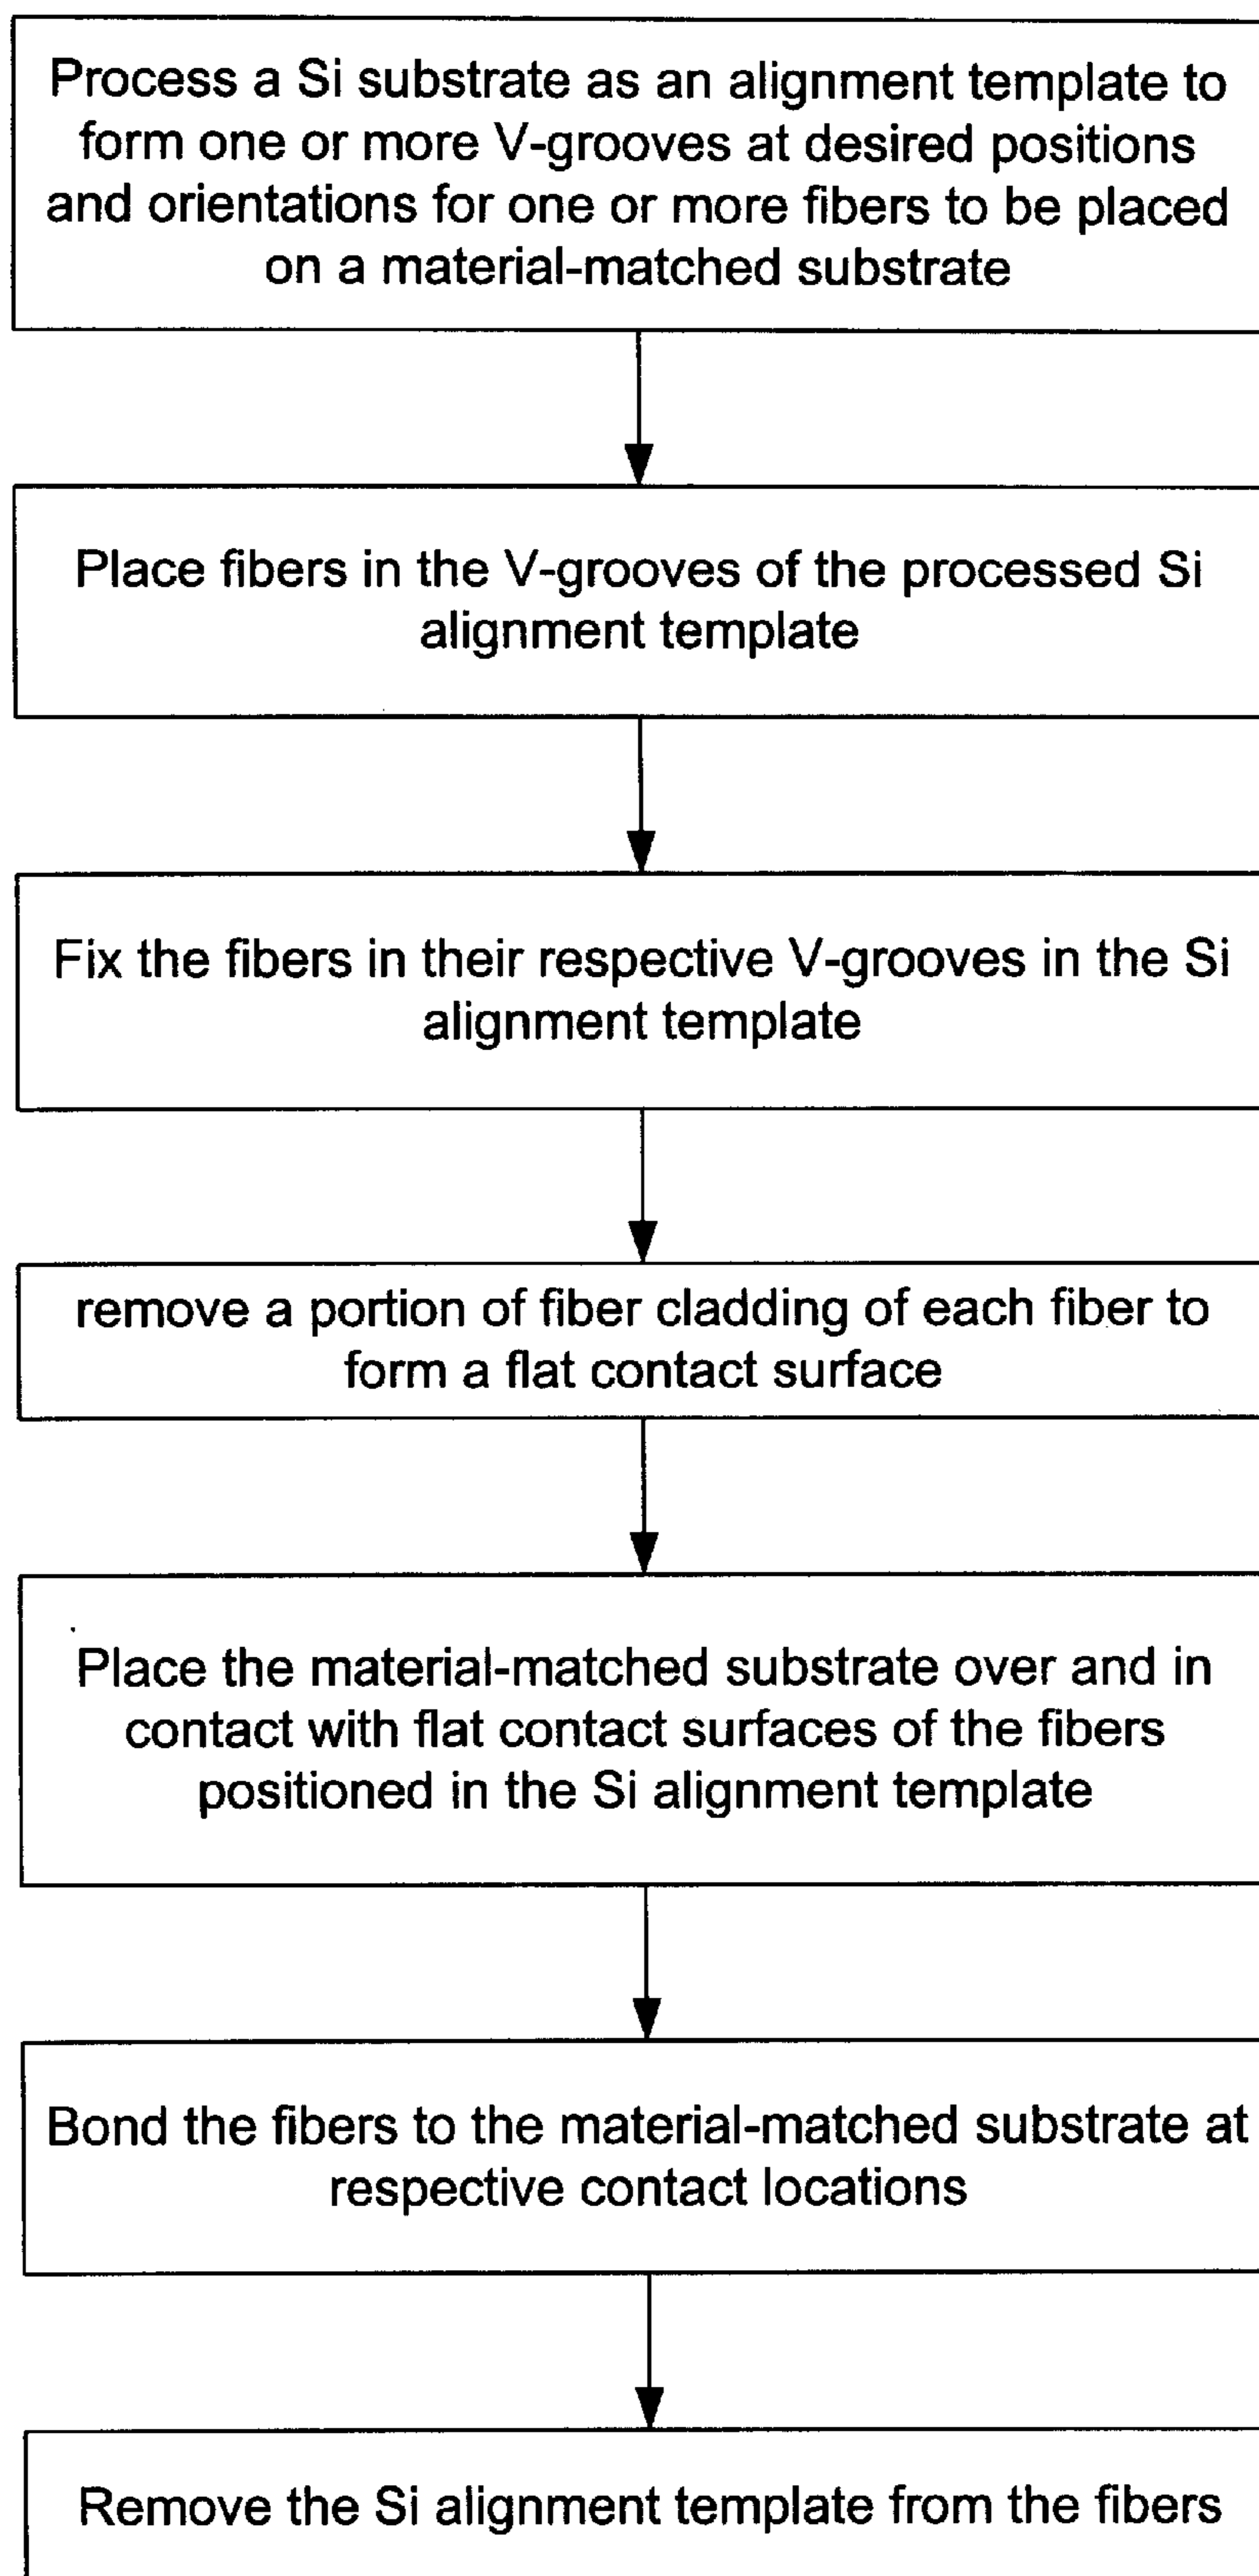 Process a Si substrate as an alignment template to
form one or more V-grooves at desired positions
and orientations for one or more fibers to be placed
on a material-matched substrate
Place fibers in the V-grooves of the processed Si
alignment template
Fix the fibers in their respective V-grooves in the Si
alignment template
remove a portion of fiber cladding of each fiber to
form a flat contact surface
Place the material-matched substrate over and in
contact with flat contact surfaces of the fibers
positioned in the Si alignment template
Bond the fibers to the material-matched substrate at
respective contact locations
Remove the Si alignment template from the fibers